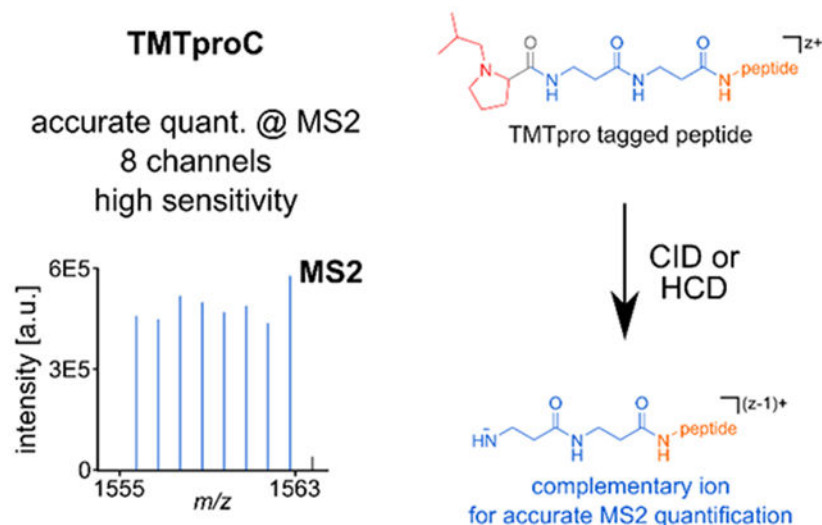 TMTproC
accurate quant. @ MS2
8 channels
high sensitivity
6E5
3E5
0
intensity [a.u.]
MS2
1555
1563
m/z
O
O
O
z+
N
N
H
N
H
N
H
peptide
TMTpro tagged peptide
CID or
HCD
O
O
(z-1)+
HN
N
H
N
H
peptide
complementary ion
for accurate MS2 quantification